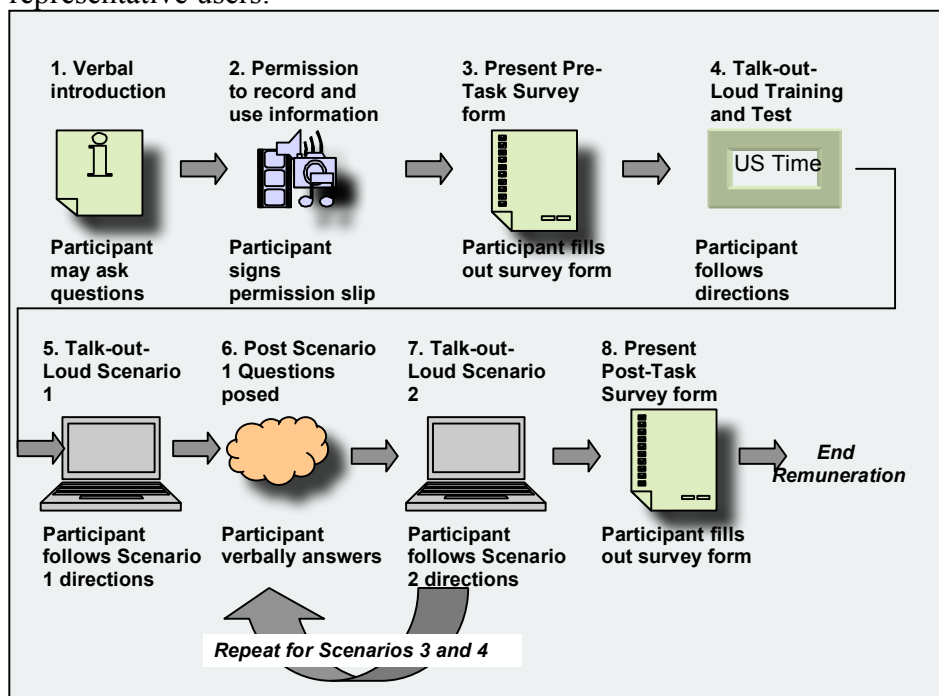 representative users.
1. Verbal
introduction
2. Permission
to record and
use information
3. Present Pre-
Task Survey
form
4. Talk-out-
Loud Training
and Test
US Time
Participant
may ask
questions
Participant
signs
permission slip
Participant fills
out survey form
Participant
follows
directions
5. Talk-out-
Loud Scenario
1
6. Post Scenario
1 Questions
posed
7. Talk-out-
Loud Scenario
2
8. Present
Post-Task
Survey form
End
Remuneration
Participant
follows Scenario
1 directions
Participant
verbally answers
Participant
follows Scenario
2 directions
Participant fills
out survey form
Repeat for Scenarios 3 and 4